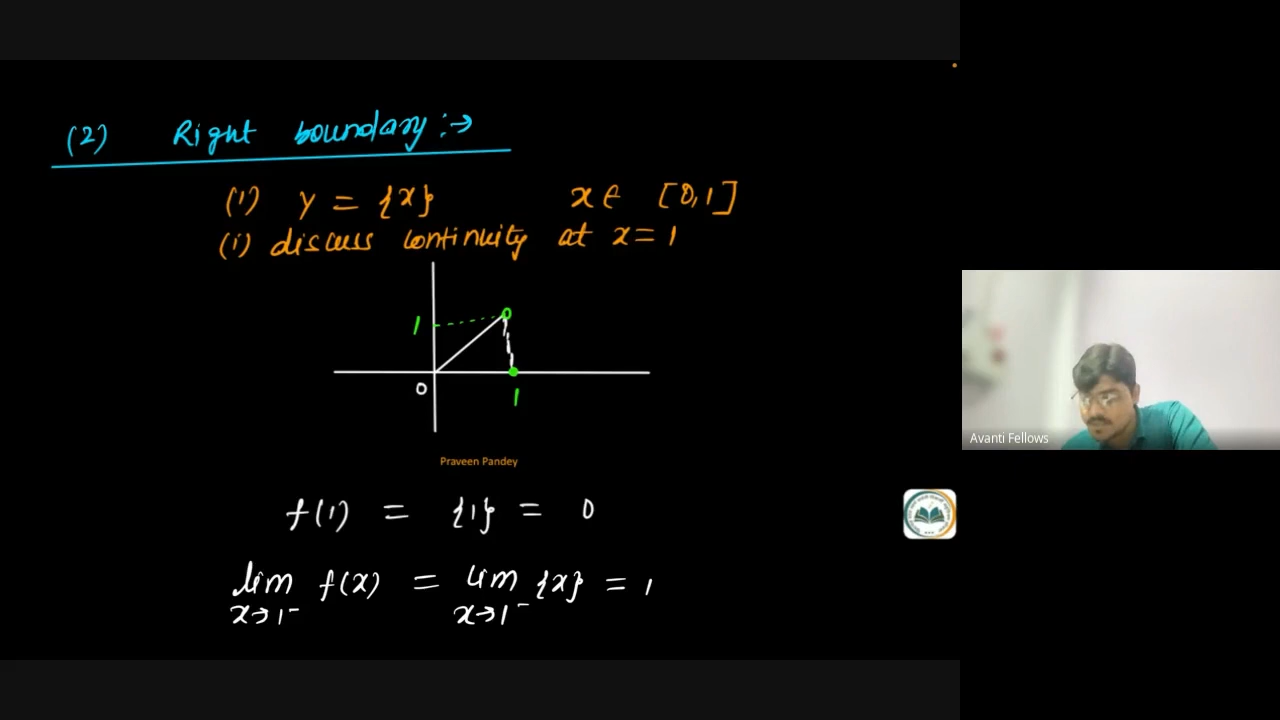 (2) Right boundary :→
(1) y = {x} x ∈ [0,1]
(i) discuss continuity at x = 1
1
0
1
Praveen Pandey
f(1) = {1} = 0
lim f(x) = lim {x} = 1
x→1⁻ x→1⁻
Avanti Fellows